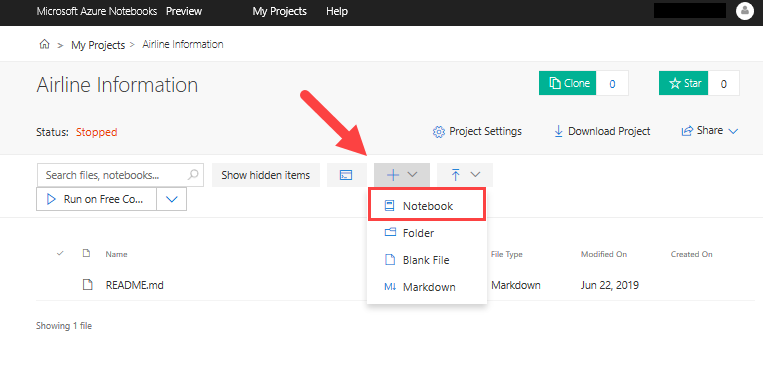 Microsoft Azure Notebooks Preview My Projects Help
> My Projects > Airline Information
Airline Information
Clone 0
Star 0
Status: Stopped
Project Settings
Download Project
Share
Search files, notebooks...
Show hidden items
Run on Free Co...
Notebook
Folder
Blank File
M↓ Markdown
Name File Type Modified On Created On
README.md Markdown Jun 22, 2019
Showing 1 file